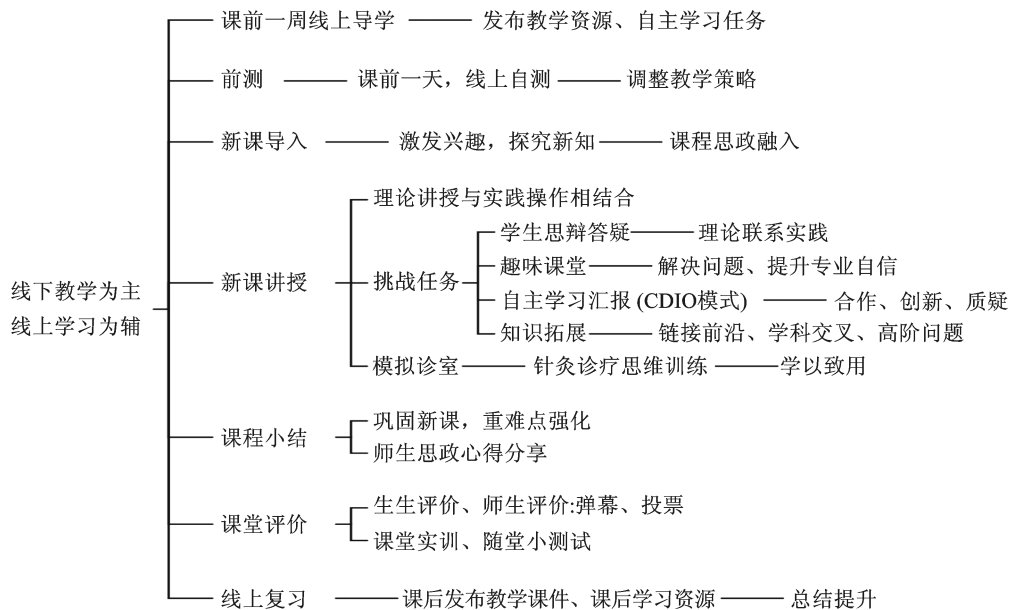 课前一周线上导学 发布教学资源、自主学习任务
前测 课前一天，线上自测 调整教学策略
新课导入 激发兴趣，探究新知 课程思政融入
理论讲授与实践操作相结合
学生思辩答疑 理论联系实践
趣味课堂 解决问题、提升专业自信
新课讲授 挑战任务
线下教学为主
自主学习汇报 (CDIO模式) 合作、创新、质疑
线上学习为辅
知识拓展 链接前沿、学科交叉、高阶问题
模拟诊室 针灸诊疗思维训练 学以致用
巩固新课，重难点强化
课程小结
师生思政心得分享
生生评价、师生评价:弹幕、投票
课堂评价
课堂实训、随堂小测试
线上复习 课后发布教学课件、课后学习资源 总结提升